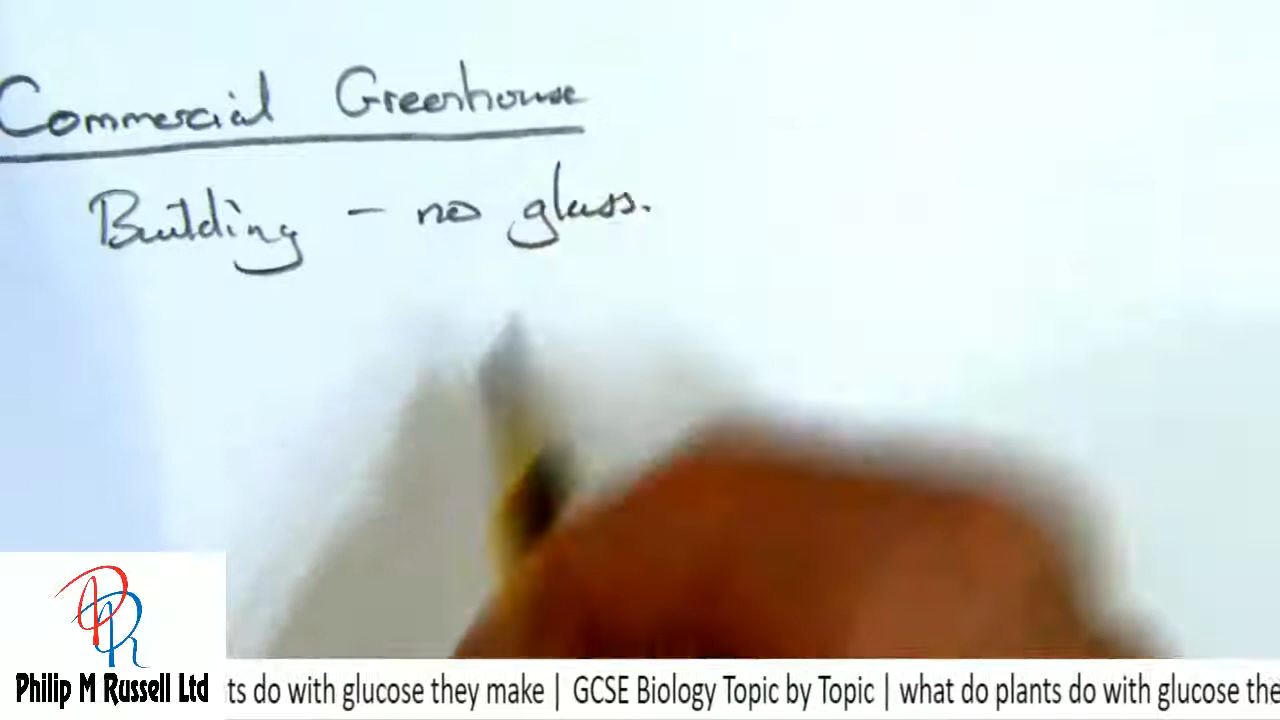 Commercial Greenhouse
Building - no glass.
Philip M Russell Ltd
ts do with glucose they make | GCSE Biology Topic by Topic | what do plants do with glucose the